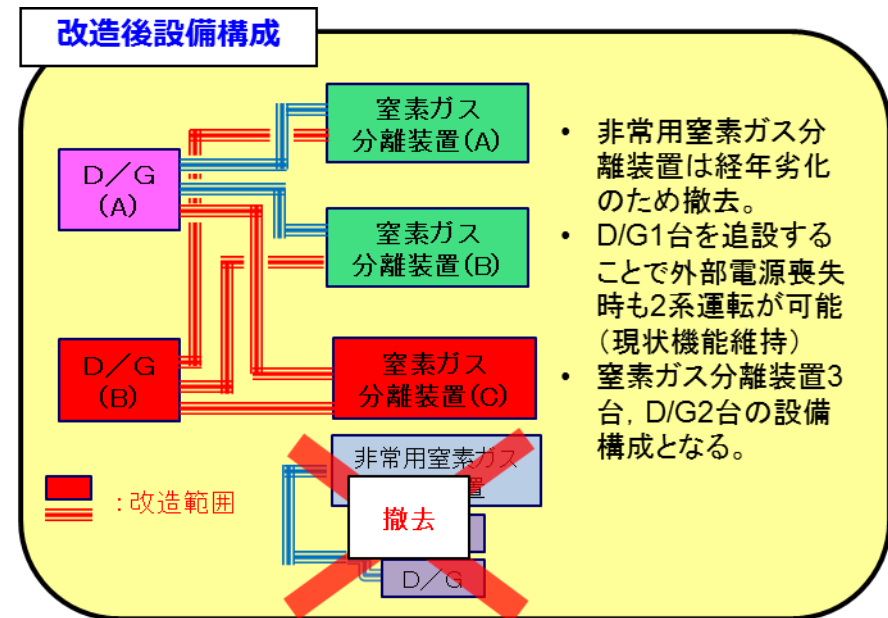 改造後設備構成
窒素ガス
分離装置(A)
D／G
(A)
窒素ガス
分離装置(B)
D／G
(B)
窒素ガス
分離装置(C)
非常用窒素ガス
置
撤去
D／G
：改造範囲
• 非常用窒素ガス分
離装置は経年劣化
のため撤去。
• D/G1台を追設する
ことで外部電源喪失
時も2系運転が可能
（現状機能維持）
• 窒素ガス分離装置3
台，D/G2台の設備
構成となる。